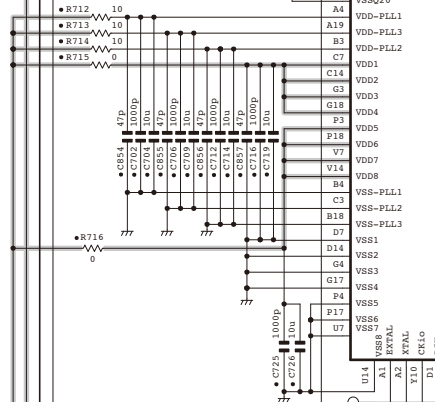 VSSQ20
R712 10 A4 VDD-PLL1
R713 10 A19 VDD-PLL3
R714 10 B3 VDD-PLL2
R715 0 C7 VDD1
C14 VDD2
G3 VDD3
G18 VDD4
P3 VDD5
P18 VDD6
V7 VDD7
V14 VDD8
B4 VSS-PLL1
C3 VSS-PLL2
B18 VSS-PLL3
D7 VSS1
D14 VSS2
G4 VSS3
G17 VSS4
P4 VSS5
P17 VSS6
U7 VSS7
47p 1000p 10u 47p 1000p 10u 47p 1000p 10u 47p 1000p 10u
C854 C702 C704 C855 C706 C709 C856 C712 C714 C857 C716 C719
R716
0
1000p 10u
C725 C726
VSS8 EXTAL XTAL CKio
U14 A1 A2 Y10 D1